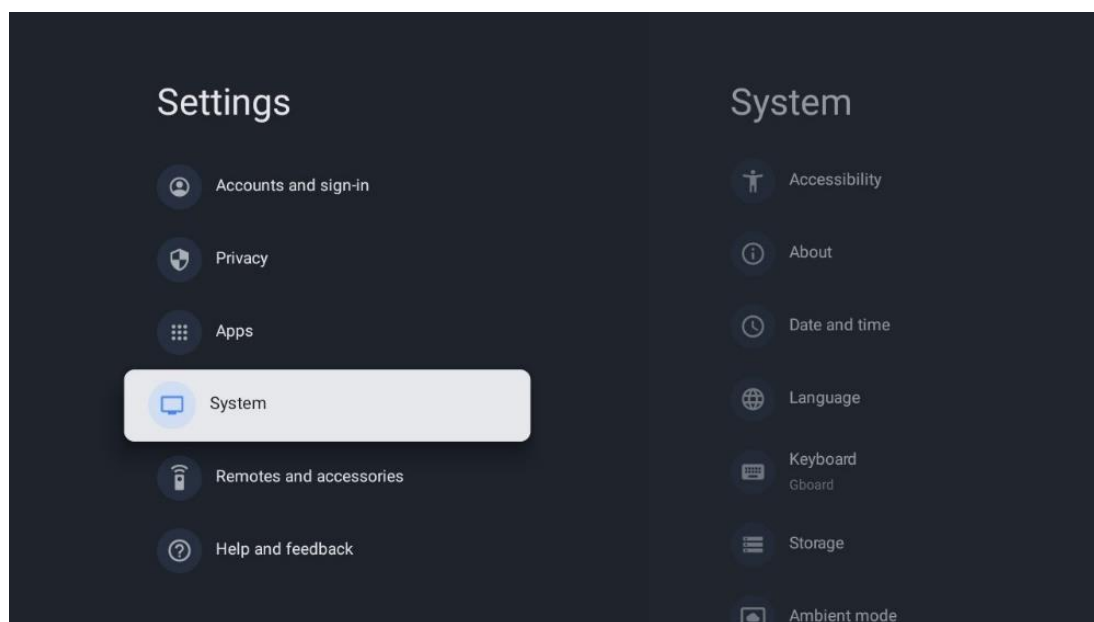 Settings
Accounts and sign-in
Privacy
Apps
System
Remotes and accessories
Help and feedback
System
Accessibility
About
Date and time
Language
Keyboard
Gboard
Storage
Ambient mode